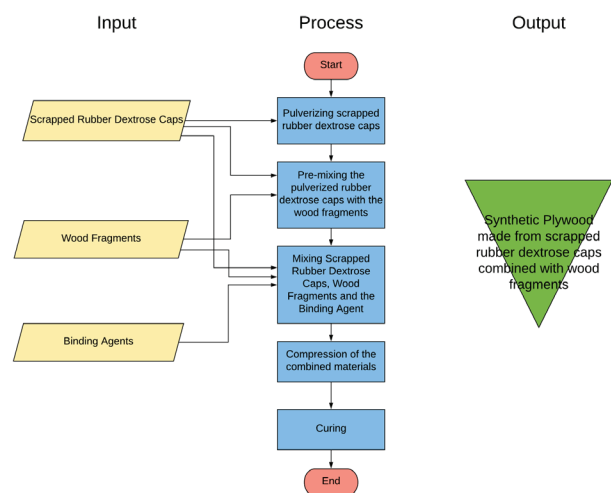 Input
Process
Output
Start
Scrapped Rubber Dextrose Caps
Pulverizing scrapped
rubber dextrose caps
Pre-mixing the
pulverized rubber
dextrose caps with the
wood fragments
Wood Fragments
Mixing Scrapped
Rubber Dextrose
Caps, Wood
Fragments and the
Binding Agent
Binding Agents
Compression of the
combined materials
Curing
End
Synthetic Plywood
made from scrapped
rubber dextrose caps
combined with wood
fragments